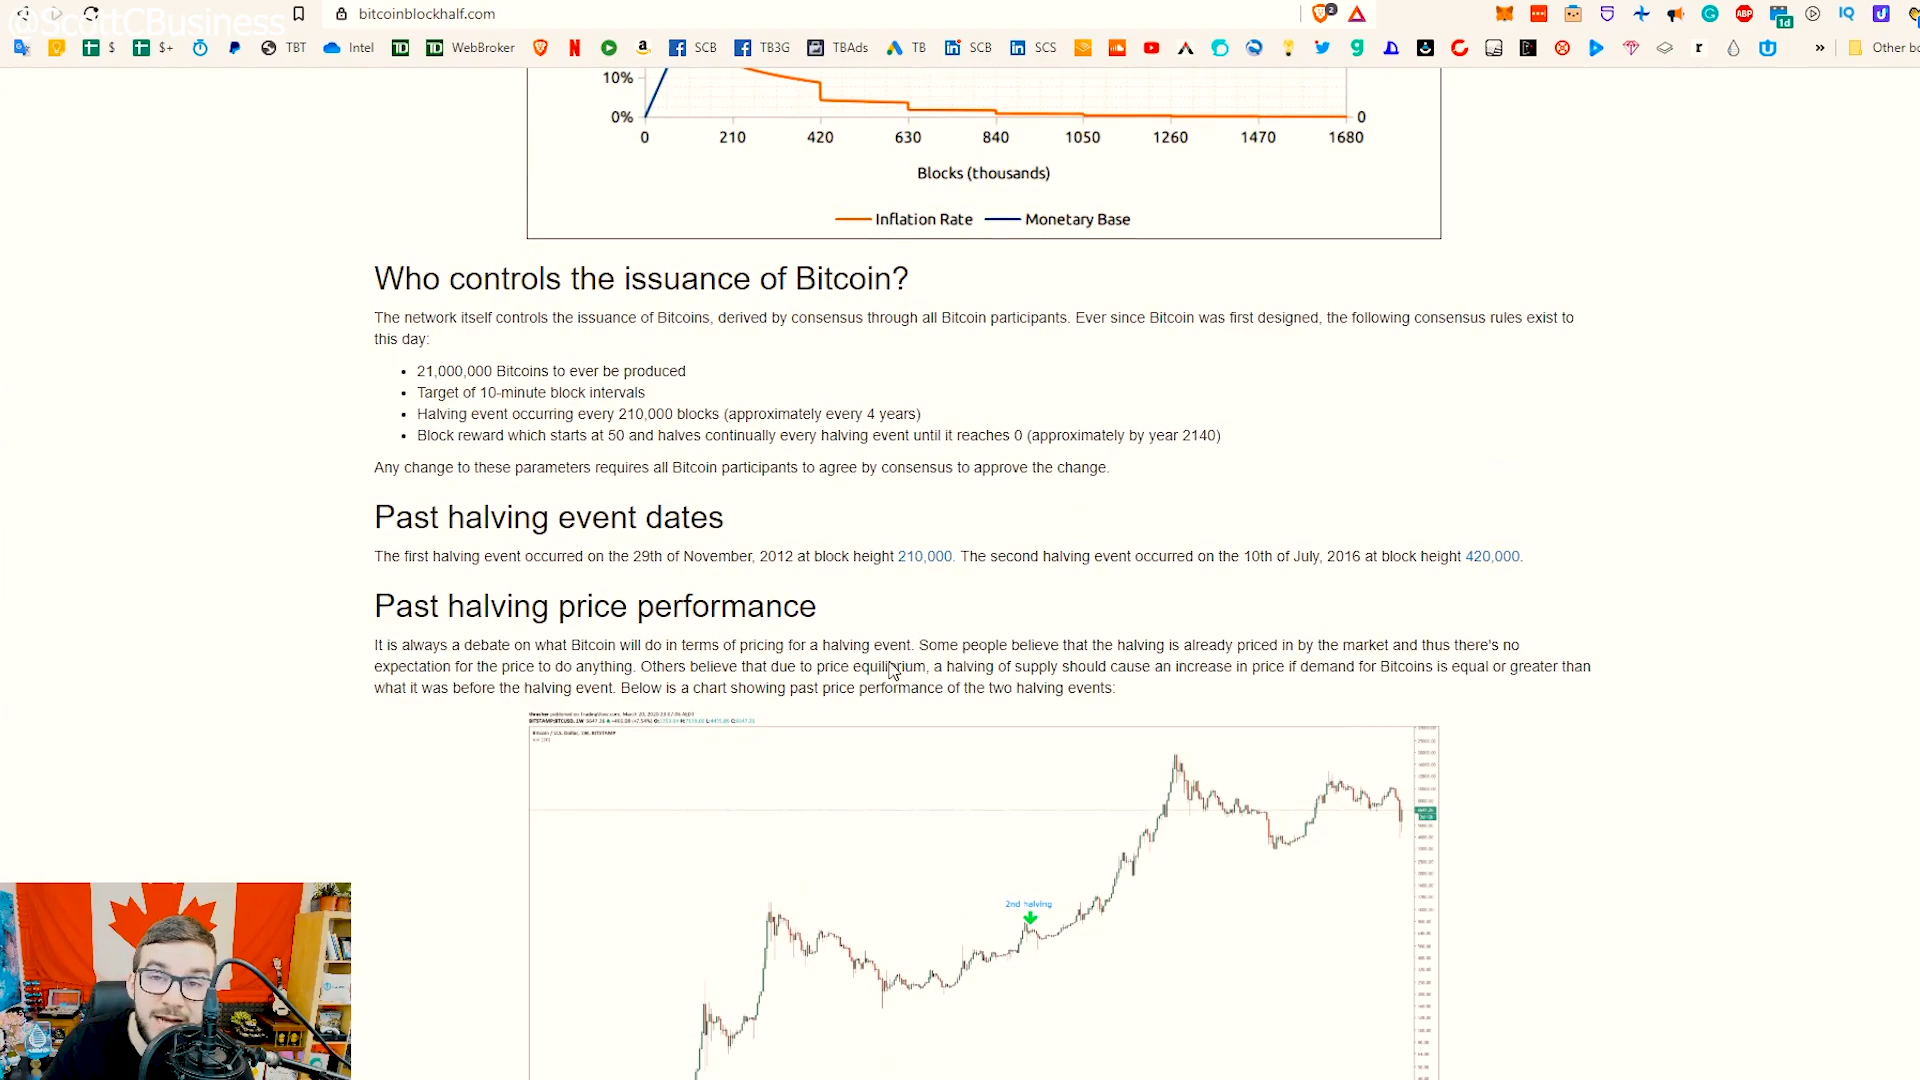 @ScottCBusiness
bitcoinblockhalf.com
2
1d
$
$+
TBT
Intel
WebBroker
SCB
TB3G
TBAds
TB
SCB
SCS
» Other bo
10%
0%
0
0 210 420 630 840 1050 1260 1470 1680
Blocks (thousands)
Inflation Rate Monetary Base
Who controls the issuance of Bitcoin?
The network itself controls the issuance of Bitcoins, derived by consensus through all Bitcoin participants. Ever since Bitcoin was first designed, the following consensus rules exist to
this day:
• 21,000,000 Bitcoins to ever be produced
• Target of 10-minute block intervals
• Halving event occurring every 210,000 blocks (approximately every 4 years)
• Block reward which starts at 50 and halves continually every halving event until it reaches 0 (approximately by year 2140)
Any change to these parameters requires all Bitcoin participants to agree by consensus to approve the change.
Past halving event dates
The first halving event occurred on the 29th of November, 2012 at block height 210,000. The second halving event occurred on the 10th of July, 2016 at block height 420,000.
Past halving price performance
It is always a debate on what Bitcoin will do in terms of pricing for a halving event. Some people believe that the halving is already priced in by the market and thus there's no
expectation for the price to do anything. Others believe that due to price equilibrium, a halving of supply should cause an increase in price if demand for Bitcoins is equal or greater than
what it was before the halving event. Below is a chart showing past price performance of the two halving events:
Bitcoin / U.S. Dollar, 1W, BITSTAMP
2nd halving